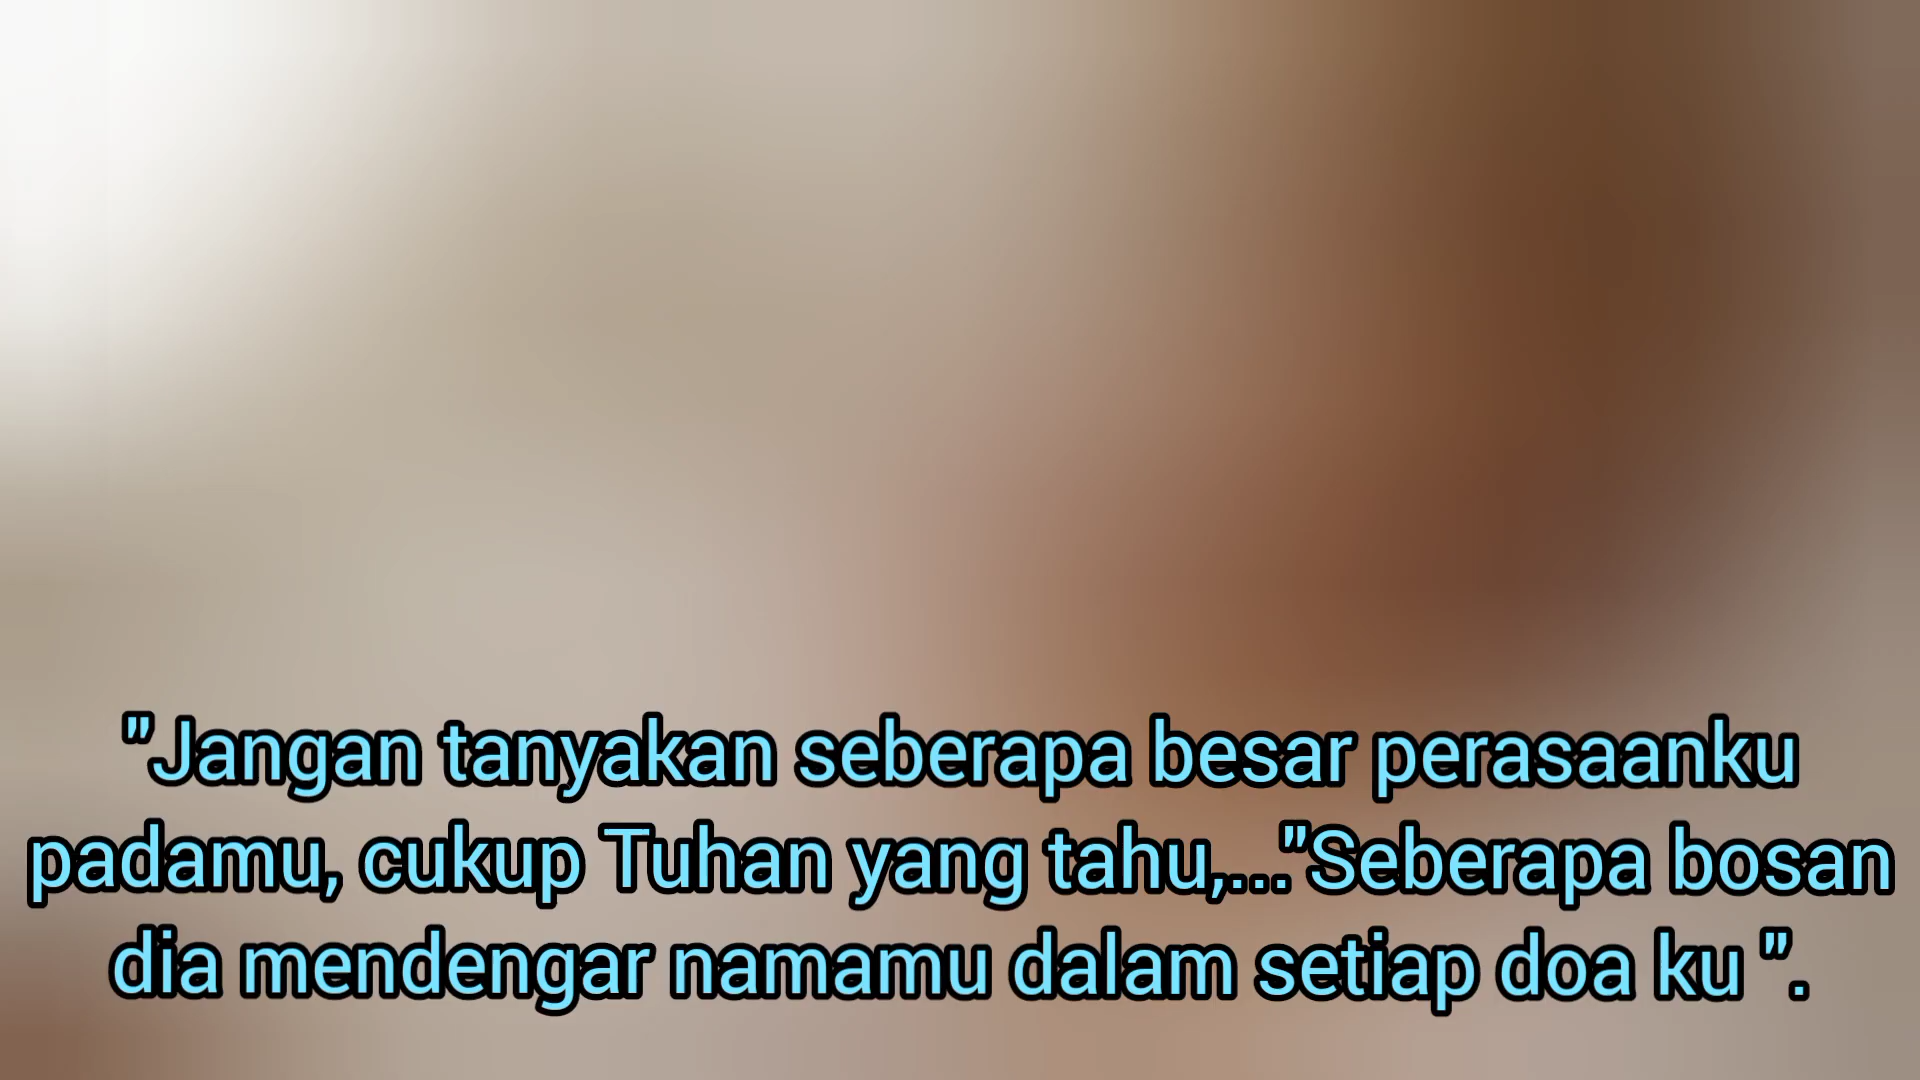 "Jangan tanyakan seberapa besar perasaanku
padamu, cukup Tuhan yang tahu,..."Seberapa bosan
dia mendengar namamu dalam setiap doa ku ".